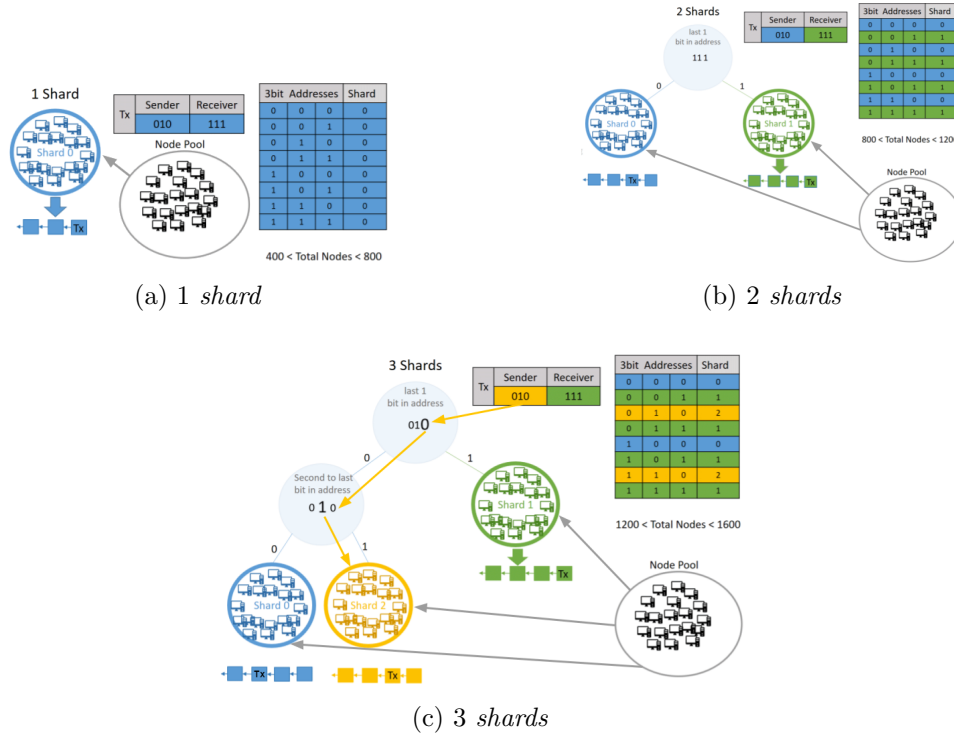 1 Shard
Tx Sender Receiver
010 111
Shard 0
Node Pool
Tx
3bit Addresses Shard
0 0 0 0
0 0 1 0
0 1 0 0
0 1 1 0
1 0 0 0
1 0 1 0
1 1 0 0
1 1 1 0
400 < Total Nodes < 800
(a) 1 shard
2 Shards
last 1
bit in address
111
0 1
Tx Sender Receiver
010 111
Shard 0
Shard 1
Tx
Tx
3bit Addresses Shard
0 0 0 0
0 0 1 1
0 1 0 0
0 1 1 1
1 0 0 0
1 0 1 1
1 1 0 0
1 1 1 1
800 < Total Nodes < 1200
Node Pool
(b) 2 shards
3 Shards
last 1
bit in address
010
0 1
Tx Sender Receiver
010 111
Second to last
bit in address
0 1 0
0 1
Shard 1
Tx
Shard 0
Shard 2
Tx
Tx
3bit Addresses Shard
0 0 0 0
0 0 1 1
0 1 0 2
0 1 1 1
1 0 0 0
1 0 1 1
1 1 0 2
1 1 1 1
1200 < Total Nodes < 1600
Node Pool
(c) 3 shards